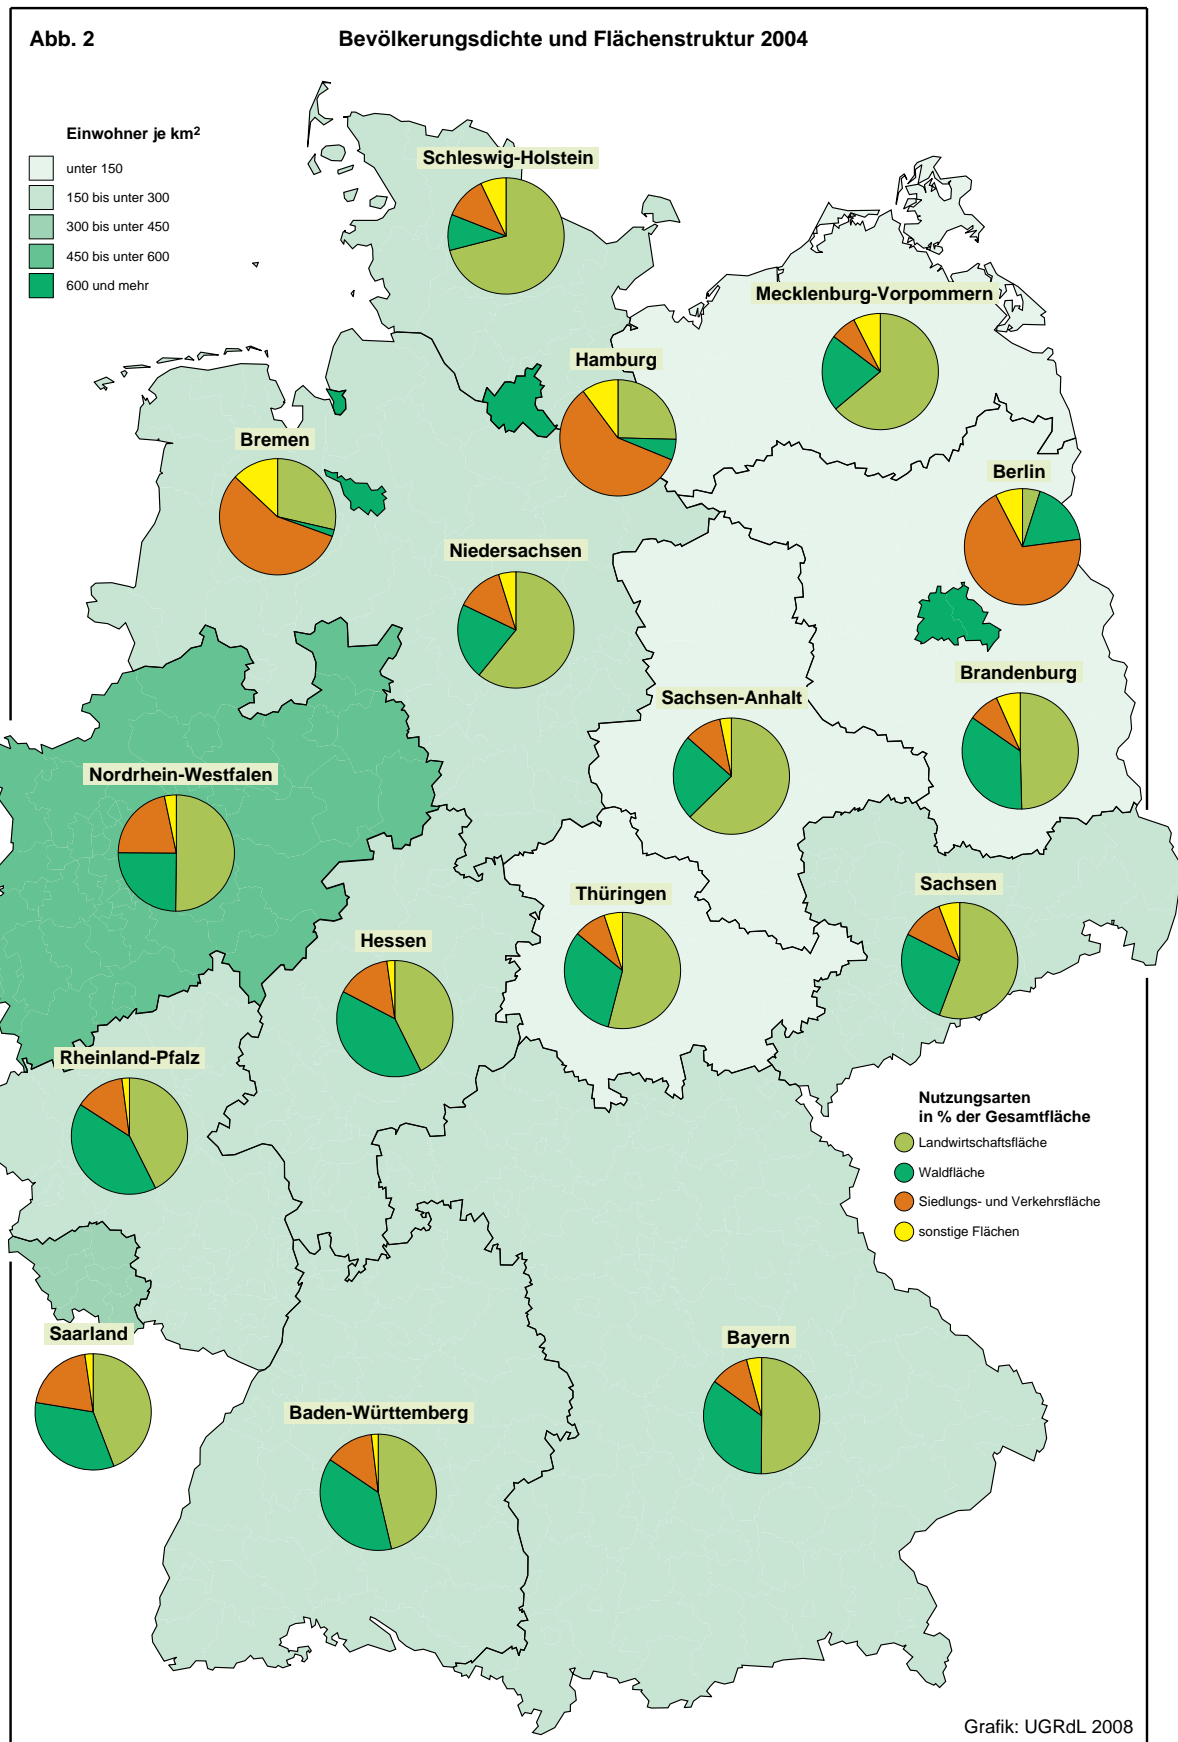 Abb. 2
Bevölkerungsdichte und Flächenstruktur 2004
Einwohner je km²
unter 150
150 bis unter 300
300 bis unter 450
450 bis unter 600
600 und mehr
Schleswig-Holstein
Mecklenburg-Vorpommern
Hamburg
Bremen
Berlin
Niedersachsen
Brandenburg
Sachsen-Anhalt
Nordrhein-Westfalen
Sachsen
Thüringen
Hessen
Rheinland-Pfalz
Nutzungsarten
in % der Gesamtfläche
Landwirtschaftsfläche
Waldfläche
Siedlungs- und Verkehrsfläche
sonstige Flächen
Saarland
Bayern
Baden-Württemberg
Grafik: UGRdL 2008